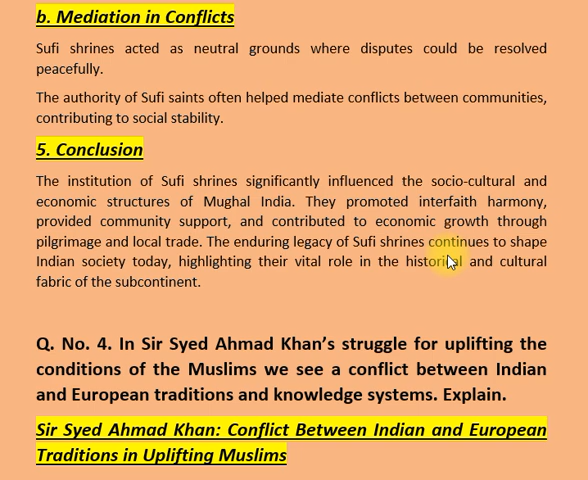 b. Mediation in Conflicts
Sufi shrines acted as neutral grounds where disputes could be resolved
peacefully.
The authority of Sufi saints often helped mediate conflicts between communities,
contributing to social stability.
5. Conclusion
The institution of Sufi shrines significantly influenced the socio-cultural and
economic structures of Mughal India. They promoted interfaith harmony,
provided community support, and contributed to economic growth through
pilgrimage and local trade. The enduring legacy of Sufi shrines continues to shape
Indian society today, highlighting their vital role in the historical and cultural
fabric of the subcontinent.
Q. No. 4. In Sir Syed Ahmad Khan's struggle for uplifting the
conditions of the Muslims we see a conflict between Indian
and European traditions and knowledge systems. Explain.
Sir Syed Ahmad Khan: Conflict Between Indian and European
Traditions in Uplifting Muslims